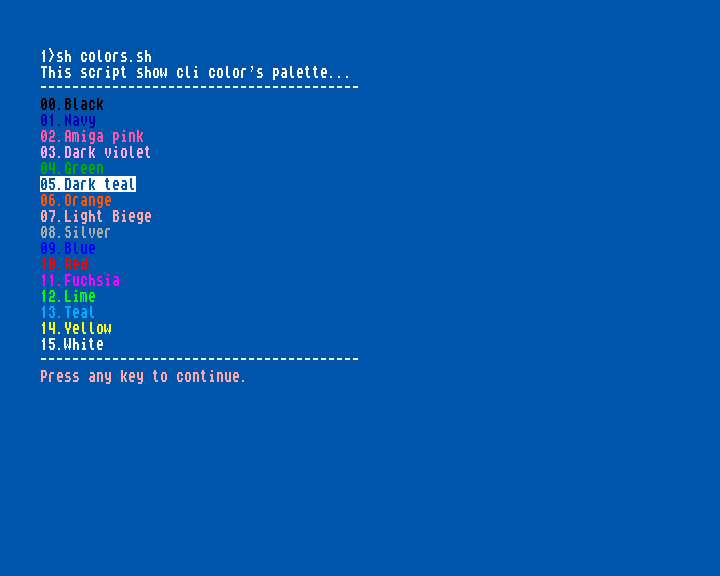 1>sh colors.sh
This script show cli color's palette...
----------------------------------------
00.Black
01.Navy
02.Amiga pink
03.Dark violet
04.Green
05.Dark teal
06.Orange
07.Light Biege
08.Silver
09.Blue
10.Red
11.Fuchsia
12.Lime
13.Teal
14.Yellow
15.White
----------------------------------------
Press any key to continue.